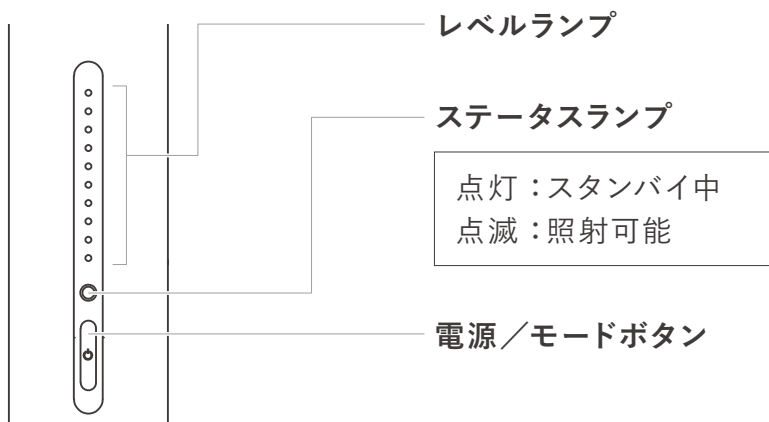 レベルランプ
ステータスランプ
点灯：スタンバイ中
点滅：照射可能
電源／モードボタン